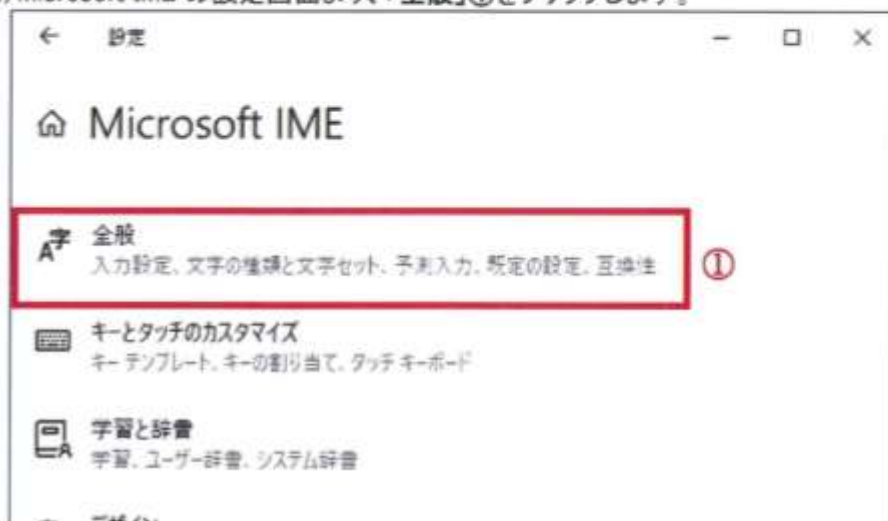 ← 設定 － □ ×
Microsoft IME
全般
入力設定、文字の種類と文字セット、予測入力、既定の設定、互換性
①
キーとタッチのカスタマイズ
キー テンプレート、キーの割り当て、タッチ キーボード
学習と辞書
学習、ユーザー辞書、システム辞書